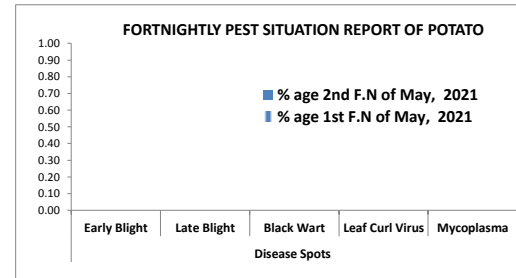 FORTNIGHTLY PEST SITUATION REPORT OF POTATO
1.00
0.90
0.80
0.70
0.60
0.50
0.40
0.30
0.20
0.10
0.00
% age 2nd F.N of May, 2021
% age 1st F.N of May, 2021
Early Blight Late Blight Black Wart Leaf Curl Virus Mycoplasma
Disease Spots